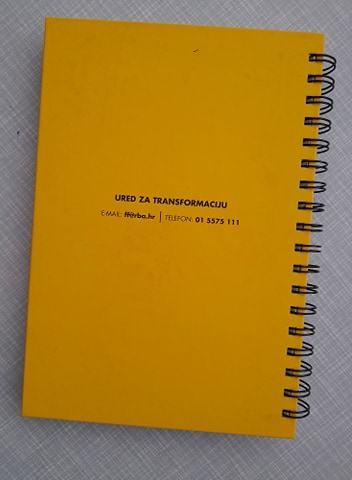 URED ZA TRANSFORMACIJU
E-MAIL: ff@rba.hr | TELEFON: 01 5575 111